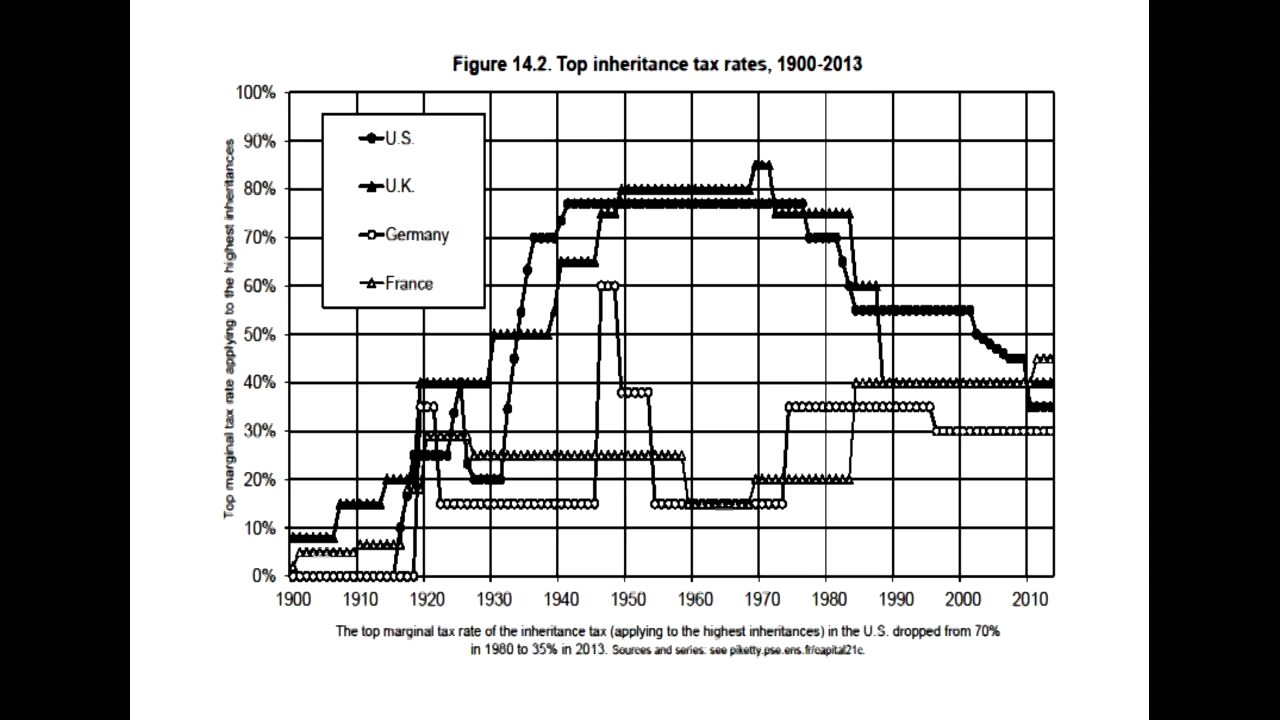 Figure 14.2. Top inheritance tax rates, 1900-2013
Top marginal tax rate applying to the highest inheritances
100%
90%
80%
70%
60%
50%
40%
30%
20%
10%
0%
U.S.
U.K.
Germany
France
1900 1910 1920 1930 1940 1950 1960 1970 1980 1990 2000 2010
The top marginal tax rate of the inheritance tax (applying to the highest inheritances) in the U.S. dropped from 70%
in 1980 to 35% in 2013. Sources and series: see piketty.pse.ens.fr/capital21c.